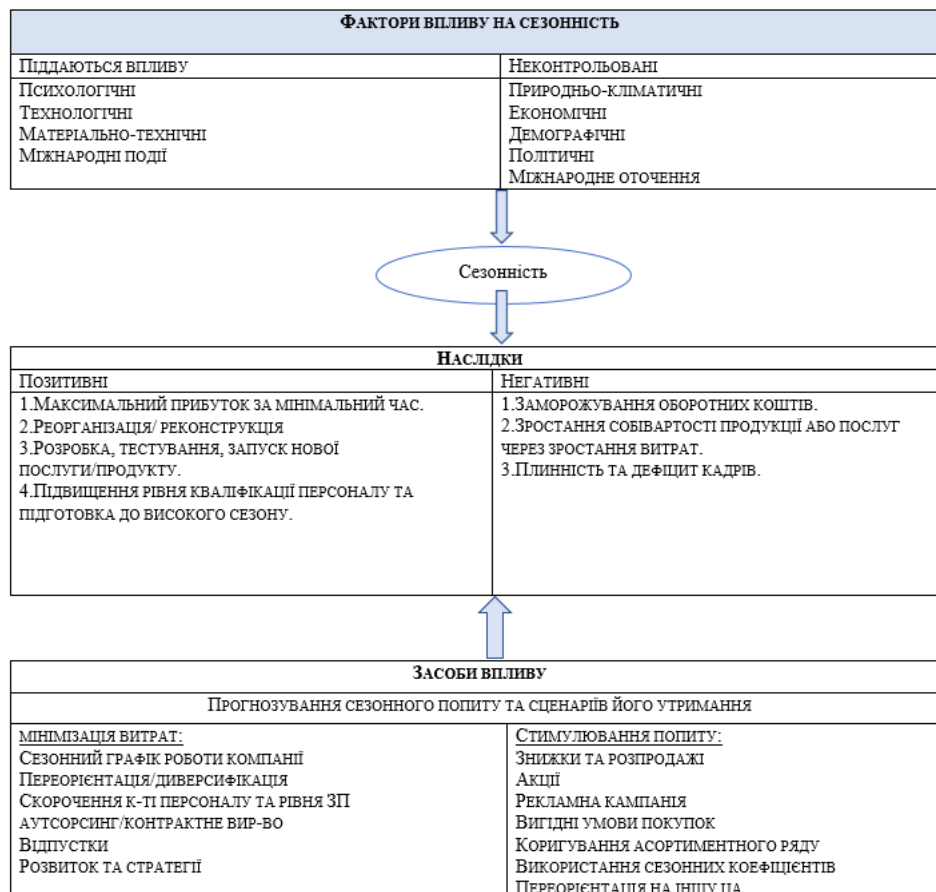 Фактори впливу на сезонність
Піддаються впливу
Психологічні
Технологічні
Матеріально-технічні
Міжнародні події
Неконтрольовані
Природньо-кліматичні
Економічні
Демографічні
Політичні
Міжнародне оточення
Сезонність
Наслідки
Позитивні
1.Максимальний прибуток за мінімальний час.
2.Реорганізація/ реконструкція
3.Розробка, тестування, запуск нової
послуги/продукту.
4.Підвищення рівня кваліфікації персоналу та
підготовка до високого сезону.
Негативні
1.Заморожування оборотних коштів.
2.Зростання собівартості продукції або послуг
через зростання витрат.
3.Плинність та дефіцит кадрів.
Засоби впливу
Прогнозування сезонного попиту та сценаріїв його утримання
мінімізація витрат:
Сезонний графік роботи компанії
Переорієнтація/диверсифікація
Скорочення к-ті персоналу та рівня ЗП
аутсорсинг/контрактне вир-во
Відпустки
Розвиток та стратегії
Стимулювання попиту:
Знижки та розпродажі
Акції
Рекламна кампанія
Вигідні умови покупок
Коригування асортиментного ряду
Використання сезонних коефіцієнтів
Переорієнтація на іншу ЦА